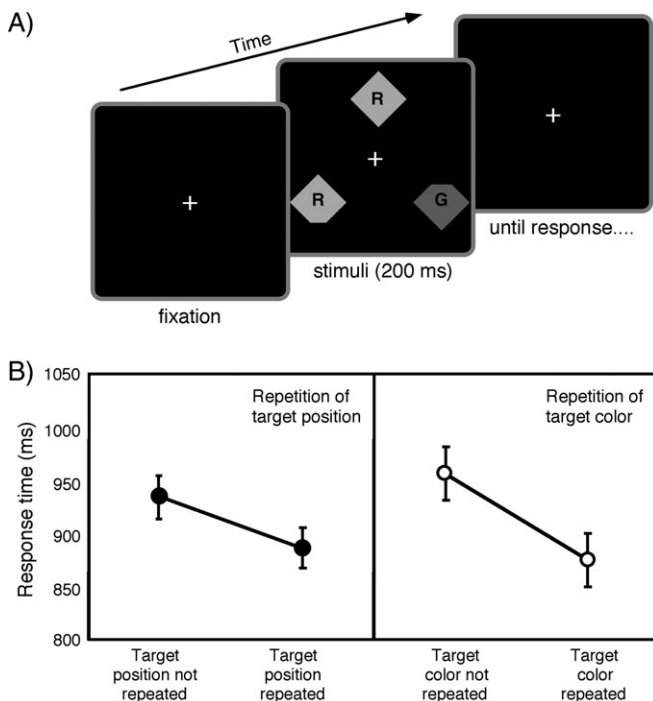 A)
Time
R
R
G
fixation
stimuli (200 ms)
until response....
B)
Response time (ms)
1050
1000
950
900
850
800
Repetition of
target position
Repetition of
target color
Target
position not
repeated
Target
position
repeated
Target
color not
repeated
Target
color
repeated